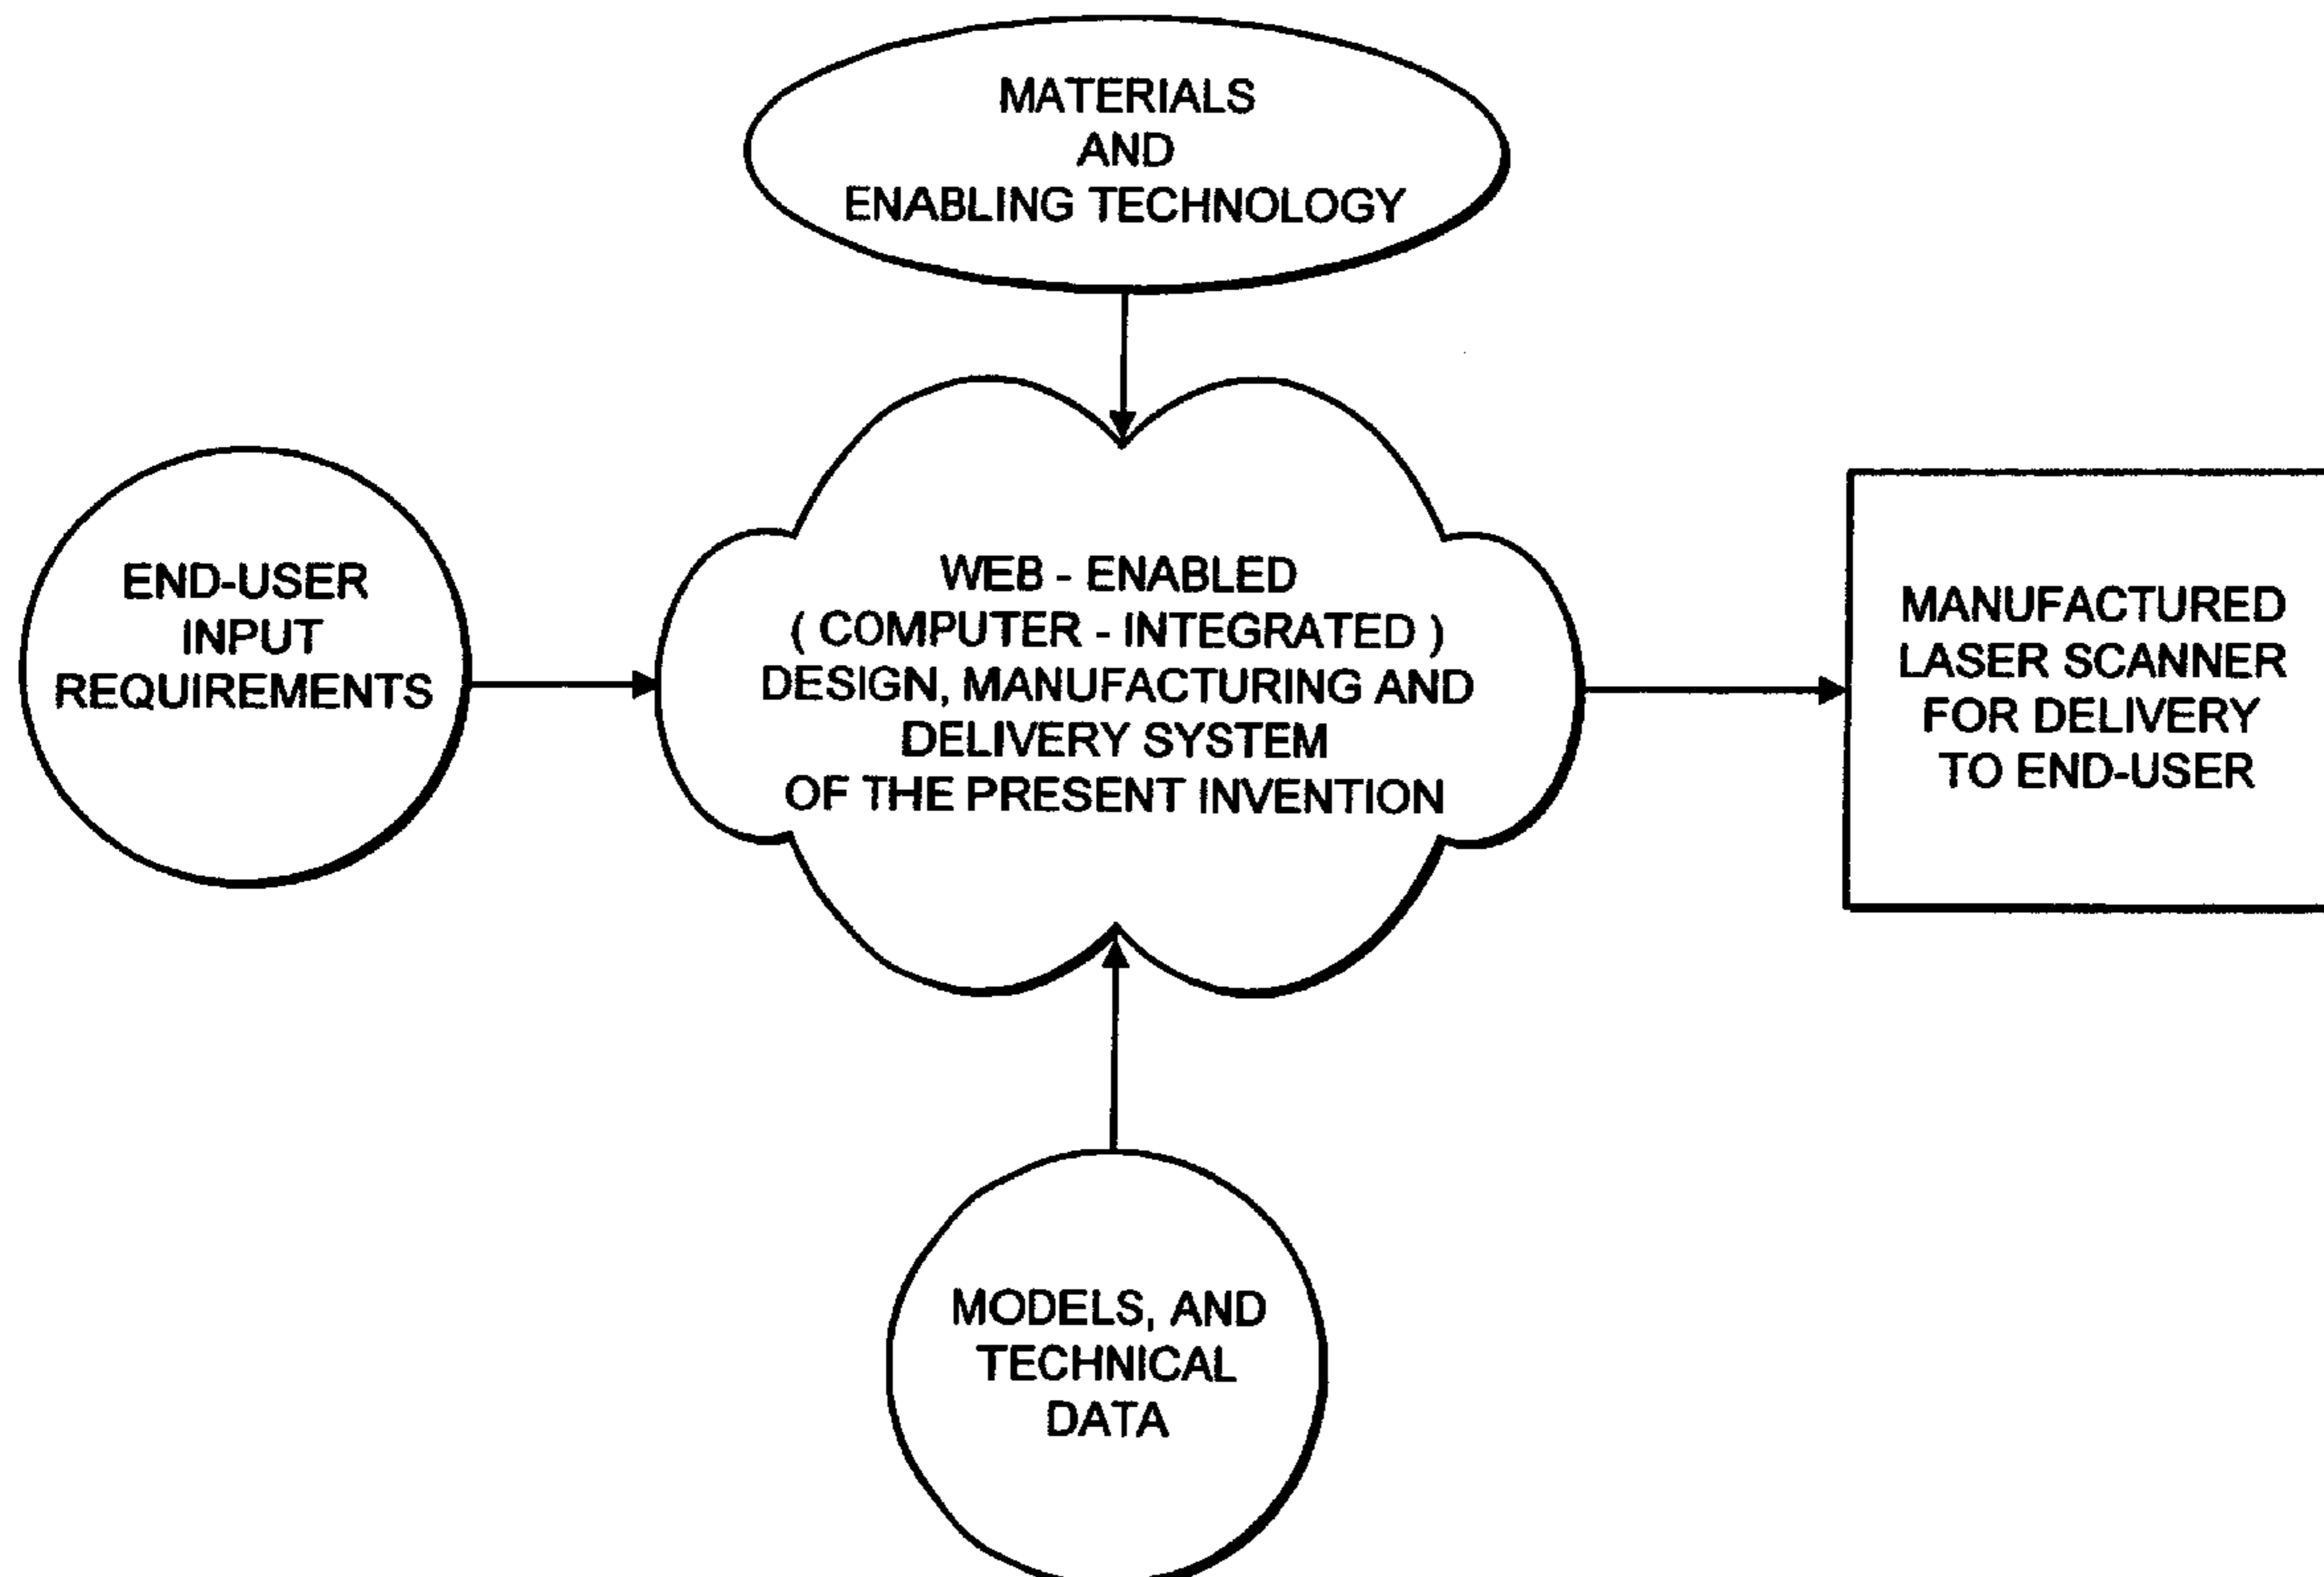 MATERIALS
AND
ENABLING TECHNOLOGY
END-USER
INPUT
REQUIREMENTS
WEB - ENABLED
( COMPUTER - INTEGRATED )
DESIGN, MANUFACTURING AND
DELIVERY SYSTEM
OF THE PRESENT INVENTION
MANUFACTURED
LASER SCANNER
FOR DELIVERY
TO END-USER
MODELS, AND
TECHNICAL
DATA